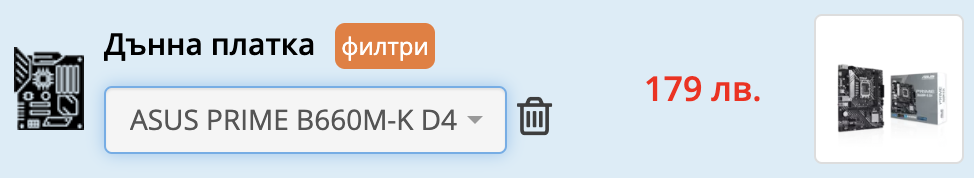 Дънна платка филтри
ASUS PRIME B660M-K D4
179 лв.